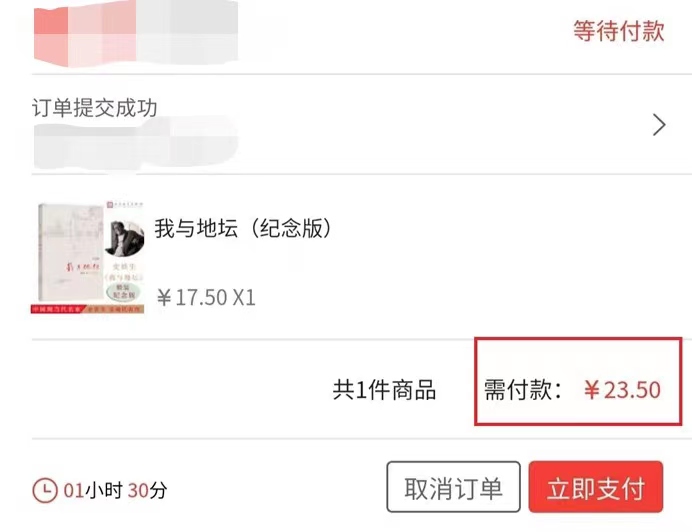 等待付款
订单提交成功
我与地坛（纪念版）
￥17.50 X1
共1件商品
需付款：￥23.50
01小时 30分
取消订单
立即支付